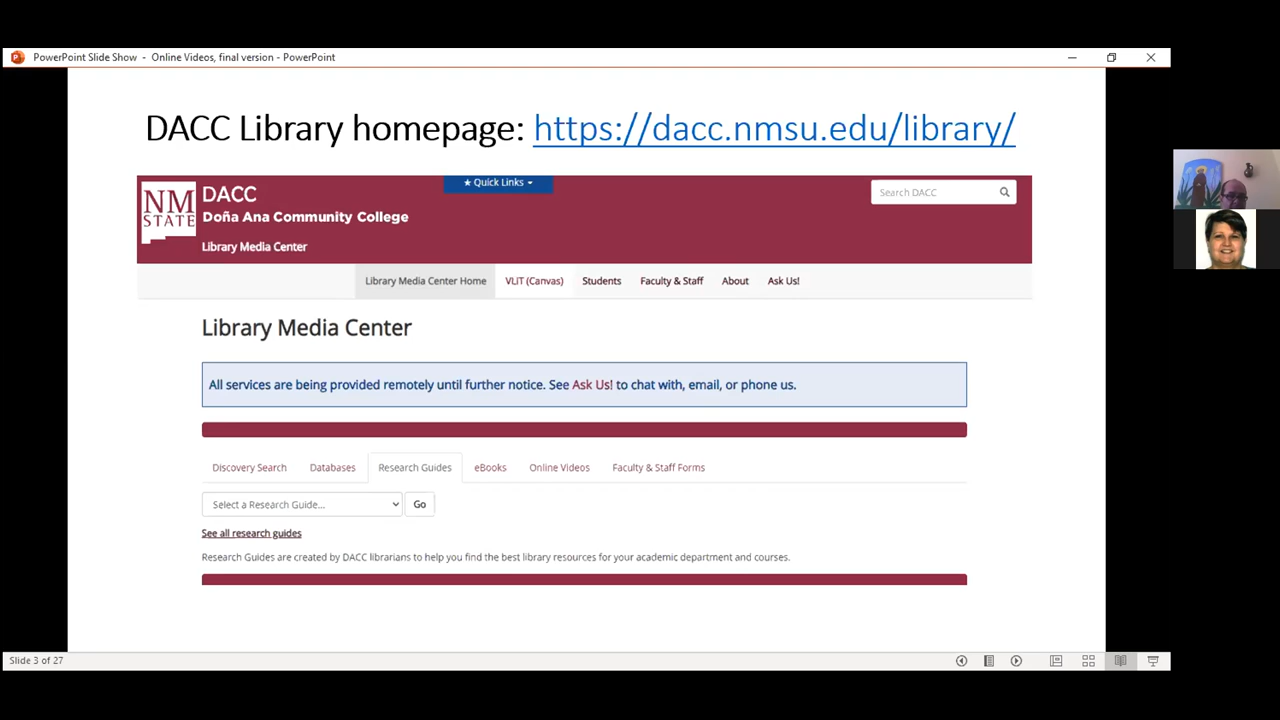 PowerPoint Slide Show - Online Videos, final version - PowerPoint
DACC Library homepage: https://dacc.nmsu.edu/library/
★ Quick Links
NM
STATE
DACC
Doña Ana Community College
Library Media Center
Search DACC
Library Media Center Home VLIT (Canvas) Students Faculty & Staff About Ask Us!
Library Media Center
All services are being provided remotely until further notice. See Ask Us! to chat with, email, or phone us.
Discovery Search Databases Research Guides eBooks Online Videos Faculty & Staff Forms
Select a Research Guide... Go
See all research guides
Research Guides are created by DACC librarians to help you find the best library resources for your academic department and courses.
Slide 3 of 27